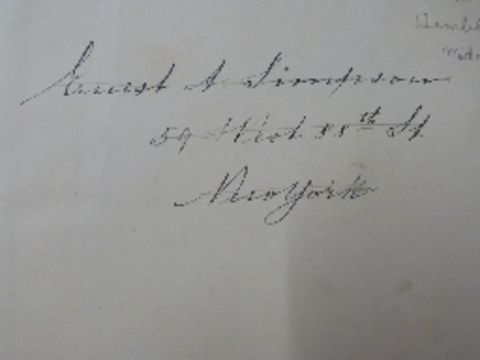 Ernest A Simpson
59 West 88th St
New York